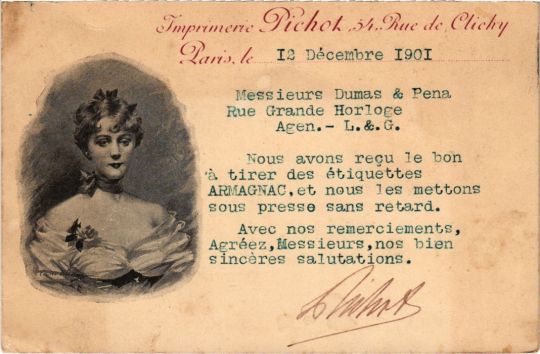 Imprimerie Pichot, 54, Rue de Clichy
Paris, le 12 Décembre 1901
Messieurs Dumas & Pena
Rue Grande Horloge
Agen.- L.&.G.
Nous avons reçu le bon
à tirer des étiquettes
ARMAGNAC, et nous les mettons
sous presse sans retard.
Avec nos remerciements,
Agréez, Messieurs, nos bien
sincères salutations.
Pichot